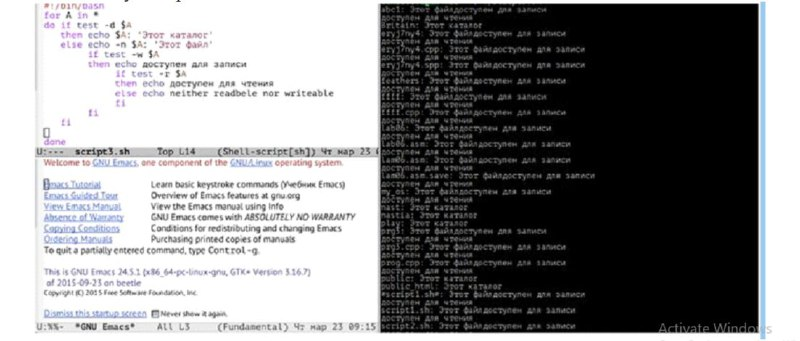 #!/bin/bash
for A in *
do if test -d $A
then echo $A: 'Этот каталог'
else echo -n $A: 'Этот файл'
if test -w $A
then echo доступен для записи
if test -r $A
then echo доступен для чтения
else echo neither readbele nor writeable
fi
fi
fi
done
U:--- script3.sh Top L14 (Shell-script[sh]) Чт мар 23
Welcome to GNU Emacs, one component of the GNU/Linux operating system.
Emacs Tutorial Learn basic keystroke commands (Учебник Emacs)
Emacs Guided Tour Overview of Emacs features at gnu.org
View Emacs Manual View the Emacs manual using Info
Absence of Warranty GNU Emacs comes with ABSOLUTELY NO WARRANTY
Copying Conditions Conditions for redistributing and changing Emacs
Ordering Manuals Purchasing printed copies of manuals
To quit a partially entered command, type Control-g.
This is GNU Emacs 24.5.1 (x86_64-pc-linux-gnu, GTK+ Version 3.16.7)
of 2015-09-23 on beetle
Copyright (C) 2015 Free Software Foundation, Inc.
Dismiss this startup screen Never show it again.
U:%%- *GNU Emacs* All L3 (Fundamental) Чт мар 23 09:15
abc1: Этот файлдоступен для записи
доступен для чтения
Britain: Этот каталог
eryj7ny4: Этот файлдоступен для записи
доступен для чтения
eryj7ny4.cpp: Этот файлдоступен для записи
доступен для чтения
eryj7ny4.spp: Этот файлдоступен для записи
доступен для чтения
feathers: Этот файлдоступен для записи
доступен для чтения
ffff: Этот файлдоступен для записи
доступен для чтения
ffff.cpp: Этот файлдоступен для записи
доступен для чтения
lab06: Этот файлдоступен для записи
доступен для чтения
lab06.asm: Этот файлдоступен для записи
доступен для чтения
lam06.asm: Этот файлдоступен для записи
доступен для чтения
lam06.asm.save: Этот файлдоступен для записи
доступен для чтения
my_os: Этот файлдоступен для записи
доступен для чтения
nast: Этот каталог
nastia: Этот каталог
play: Этот каталог
prg3: Этот файлдоступен для записи
доступен для чтения
prg3.cpp: Этот файлдоступен для записи
доступен для чтения
prog.cpp: Этот файлдоступен для записи
доступен для чтения
public: Этот каталог
public_html: Этот каталог
#script1.sh#: Этот файлдоступен для записи
доступен для чтения
script1.sh: Этот файлдоступен для записи
доступен для чтения
script2.sh: Этот файлдоступен для записи
Activate Windows